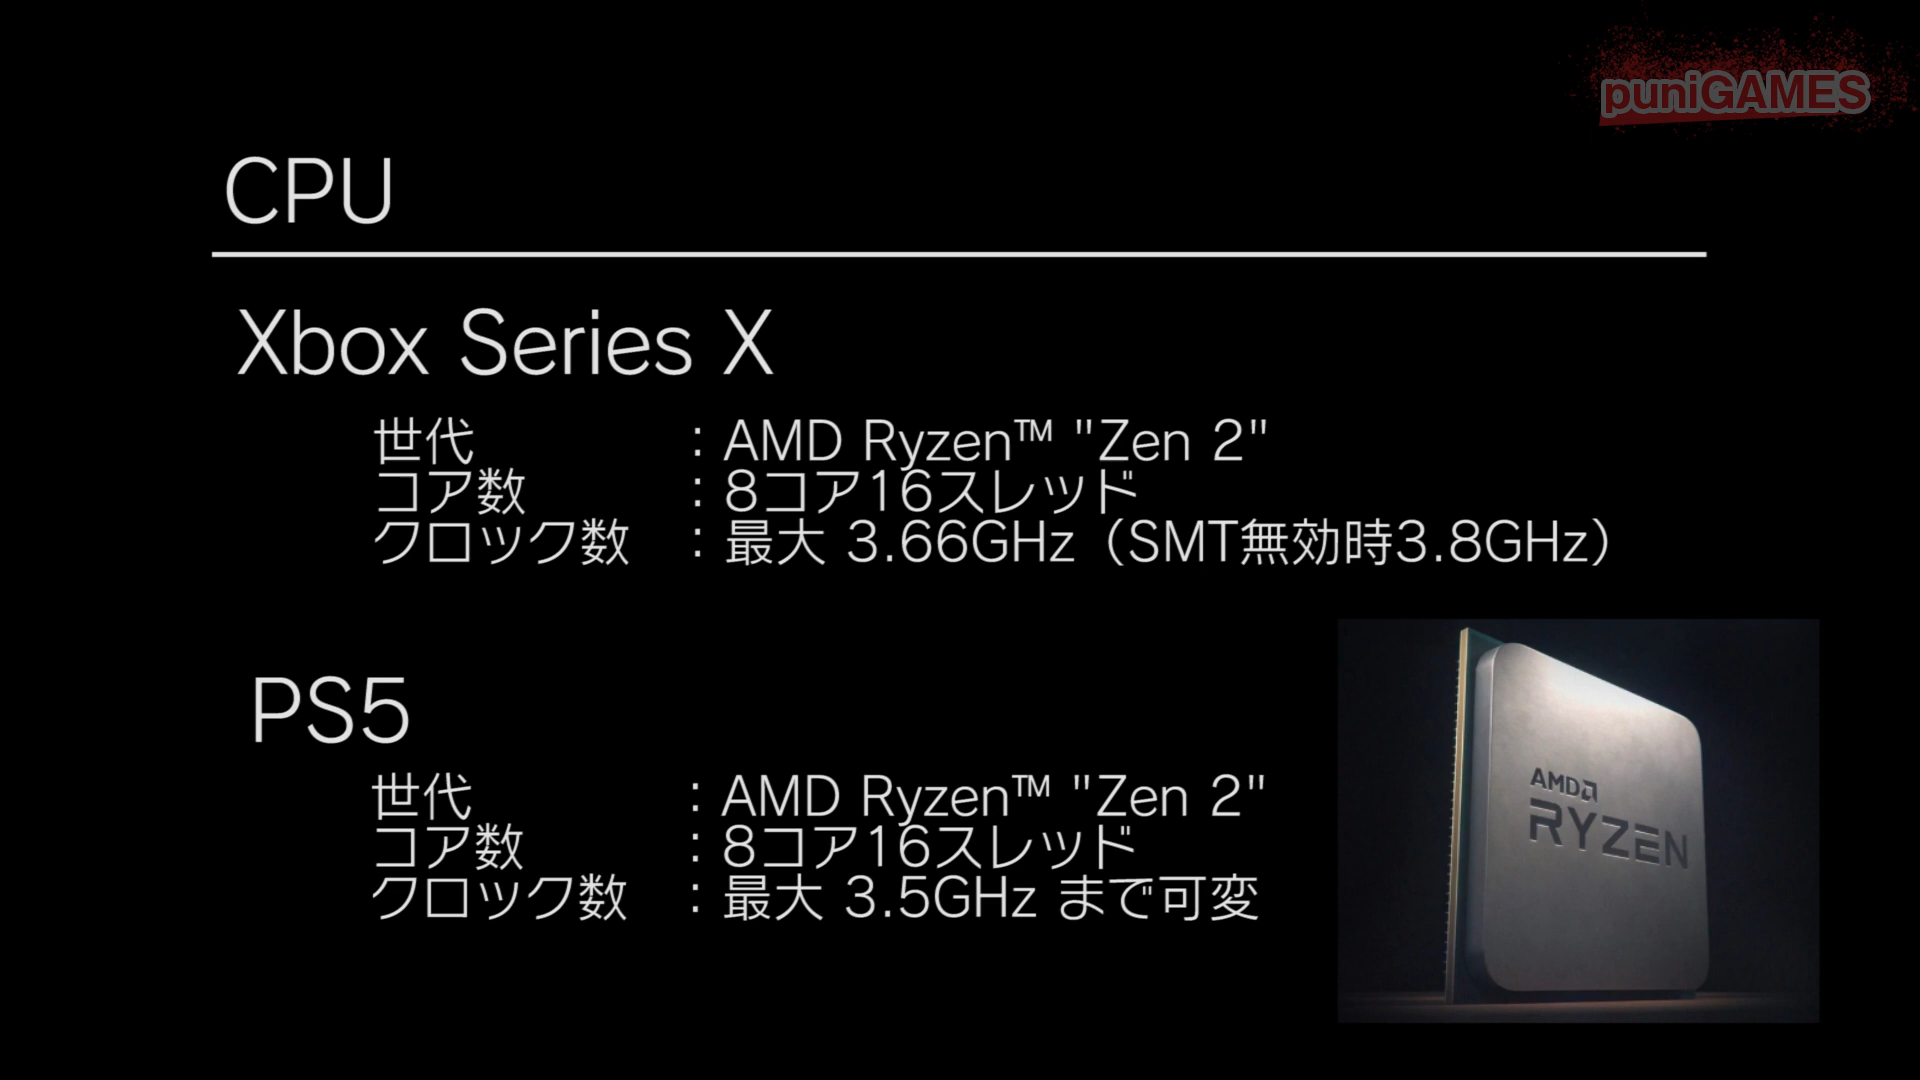 puniGAMES
CPU
Xbox Series X
世代 : AMD Ryzen™ "Zen 2"
コア数 : 8コア16スレッド
クロック数 : 最大 3.66GHz（SMT無効時3.8GHz）
PS5
世代 : AMD Ryzen™ "Zen 2"
コア数 : 8コア16スレッド
クロック数 : 最大 3.5GHz まで可変
AMD
RYZEN